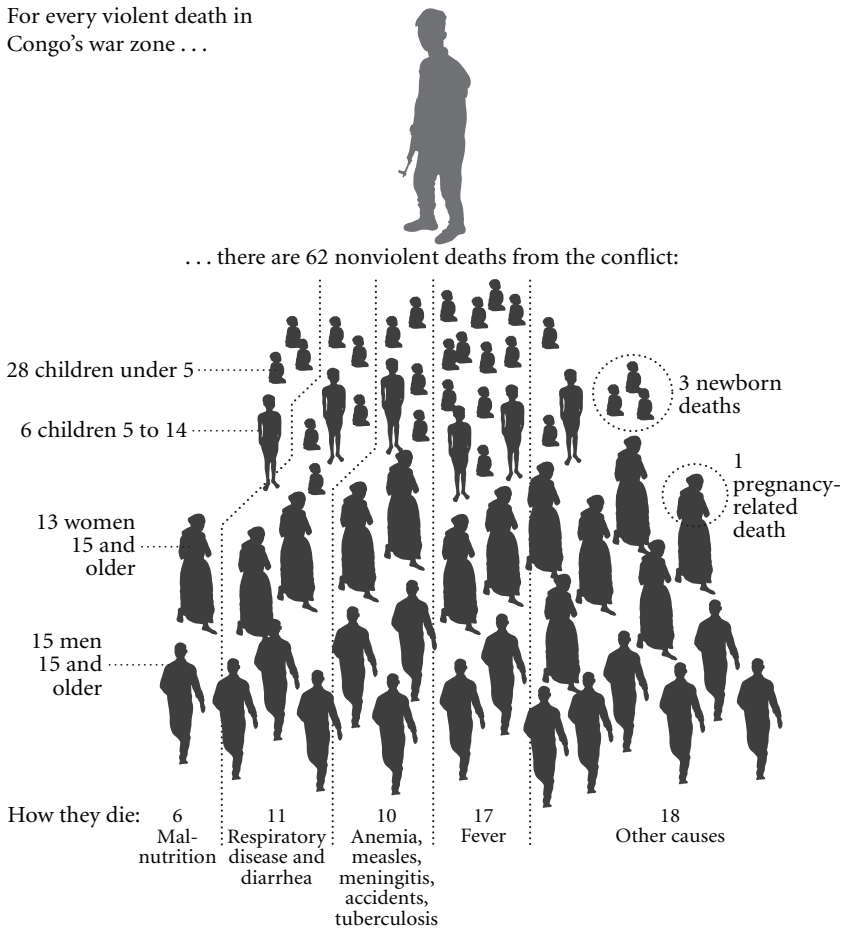 For every violent death in
Congo's war zone . . .
. . . there are 62 nonviolent deaths from the conflict:
28 children under 5
3 newborn
deaths
6 children 5 to 14
1
pregnancy-
related
death
13 women
15 and
older
15 men
15 and
older
How they die:
6
Mal-
nutrition
11
Respiratory
disease and
diarrhea
10
Anemia,
measles,
meningitis,
accidents,
tuberculosis
17
Fever
18
Other causes